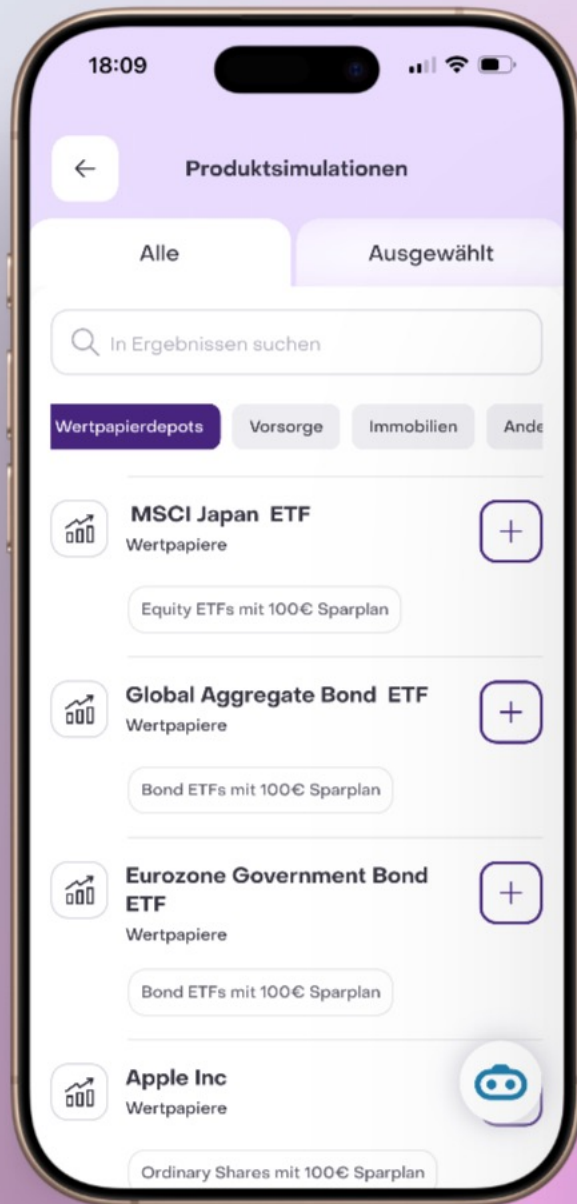 18:09
Produktsimulationen
Alle
Ausgewählt
In Ergebnissen suchen
Wertpapierdepots
Vorsorge
Immobilien
Ande
MSCI Japan ETF
Wertpapiere
Equity ETFs mit 100€ Sparplan
Global Aggregate Bond ETF
Wertpapiere
Bond ETFs mit 100€ Sparplan
Eurozone Government Bond
ETF
Wertpapiere
Bond ETFs mit 100€ Sparplan
Apple Inc
Wertpapiere
Ordinary Shares mit 100€ Sparplan